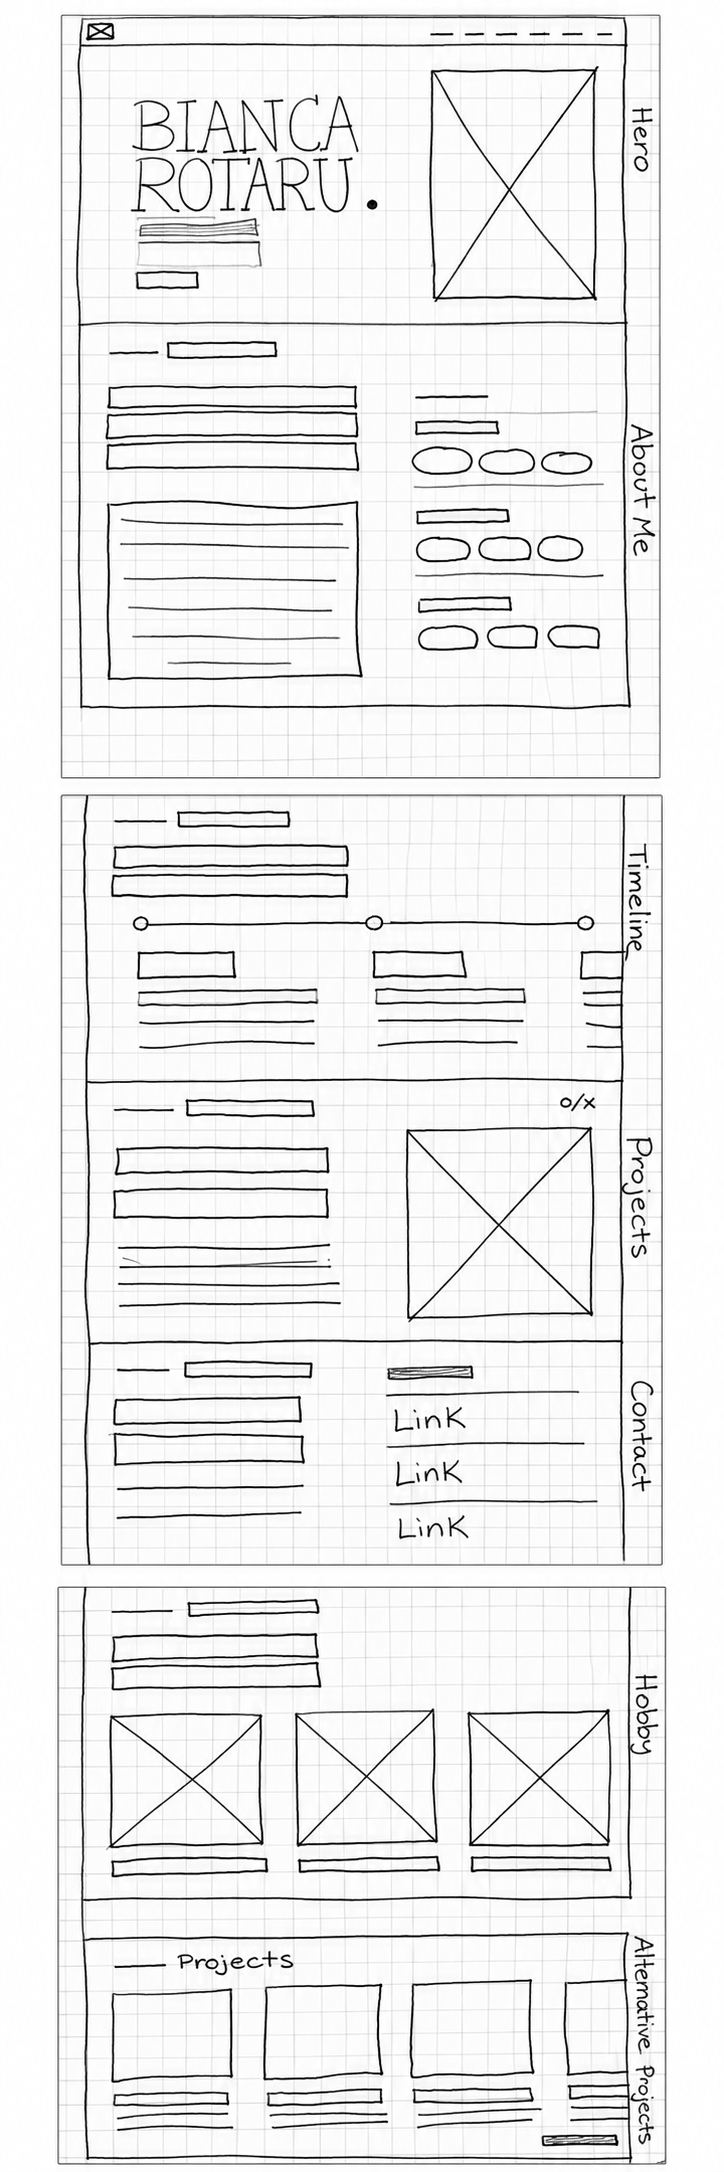 BIANCA
ROTARU.
Hero
About Me
Timeline
o/x
Projects
Contact
Link
Link
Link
Hobby
Projects
Alternative Projects